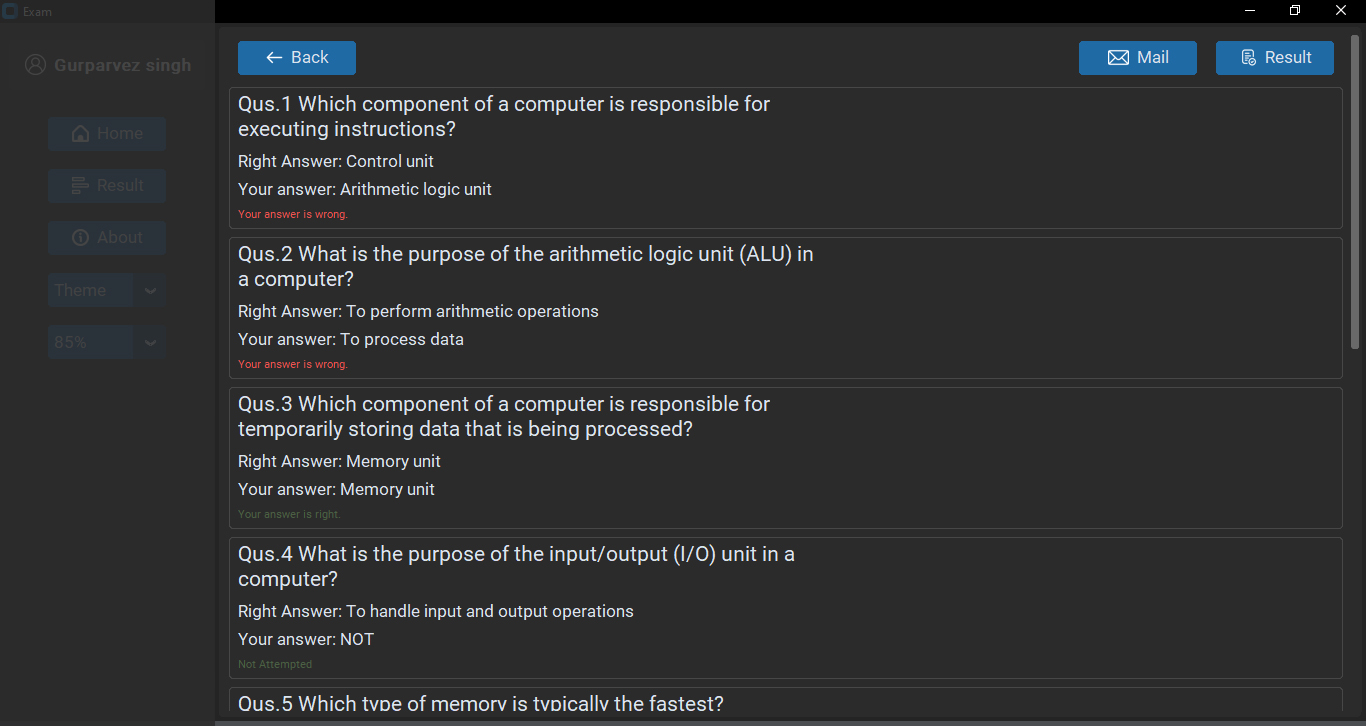 Exam
Gurparvez singh
Home
Result
About
Theme
85%
Back
Mail
Result
Qus.1 Which component of a computer is responsible for
executing instructions?
Right Answer: Control unit
Your answer: Arithmetic logic unit
Your answer is wrong.
Qus.2 What is the purpose of the arithmetic logic unit (ALU) in
a computer?
Right Answer: To perform arithmetic operations
Your answer: To process data
Your answer is wrong.
Qus.3 Which component of a computer is responsible for
temporarily storing data that is being processed?
Right Answer: Memory unit
Your answer: Memory unit
Your answer is right.
Qus.4 What is the purpose of the input/output (I/O) unit in a
computer?
Right Answer: To handle input and output operations
Your answer: NOT
Not Attempted
Qus.5 Which type of memory is typically the fastest?